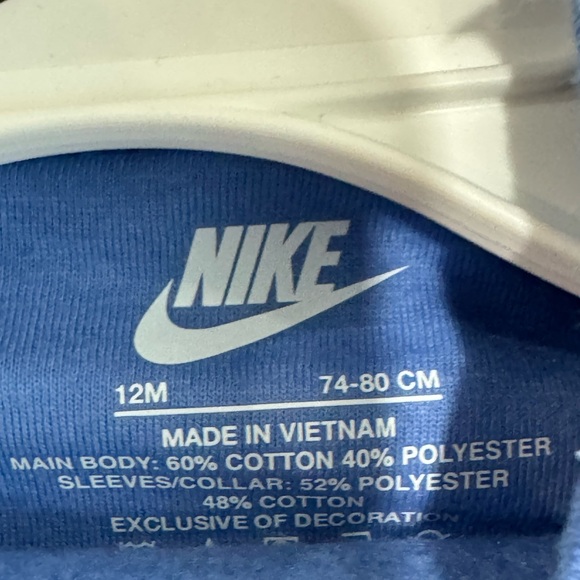 NIKE
12M 74-80 CM
MADE IN VIETNAM
MAIN BODY: 60% COTTON 40% POLYESTER
SLEEVES/COLLAR: 52% POLYESTER
48% COTTON
EXCLUSIVE OF DECORATION